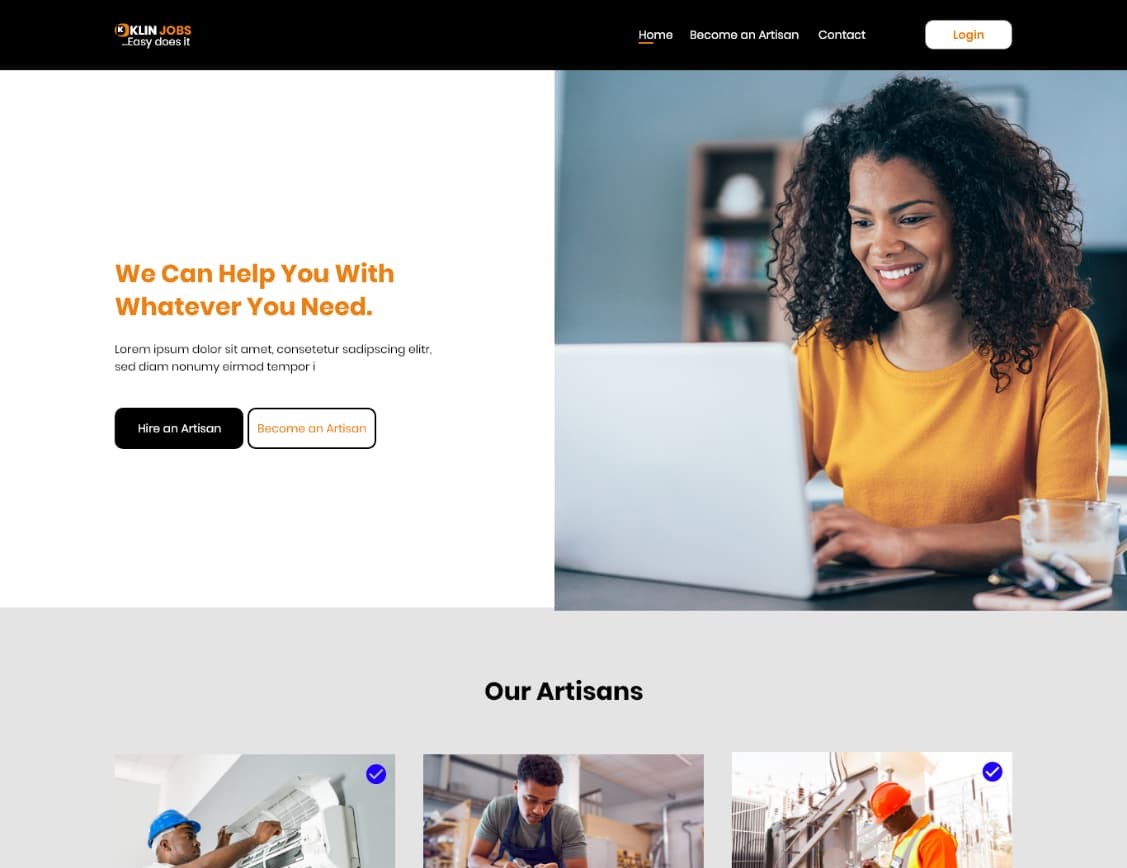 KLIN JOBS
...Easy does it
Home
Become an Artisan
Contact
Login
We Can Help You With
Whatever You Need.
Lorem ipsum dolor sit amet, consetetur sadipscing elitr,
sed diam nonumy eirmod tempor i
Hire an Artisan
Become an Artisan
Our Artisans